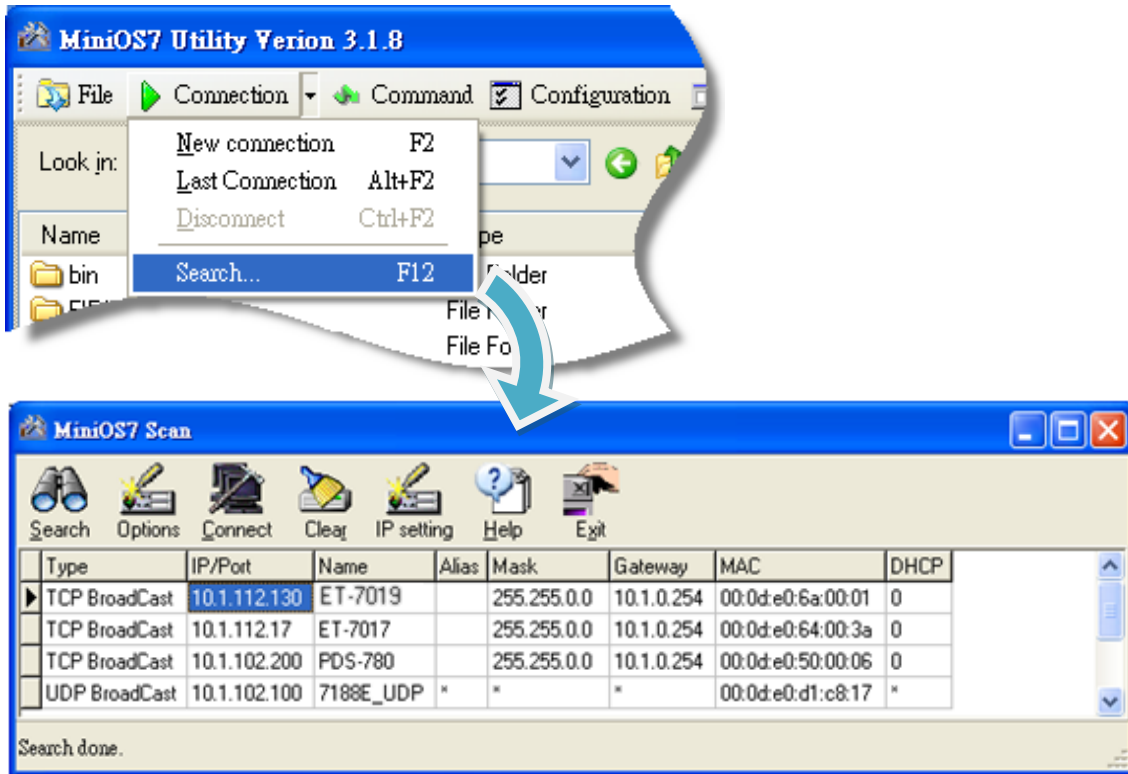 MiniOS7 Utility Verion 3.1.8
File Connection Command Configuration
Look in:
New connection F2
Last Connection Alt+F2
Disconnect Ctrl+F2
Search... F12
Name
bin
File
File
MiniOS7 Scan
Search Options Connect Clear IP setting Help Exit
Type IP/Port Name Alias Mask Gateway MAC DHCP
TCP BroadCast 10.1.112.130 ET-7019 255.255.0.0 10.1.0.254 00:0d:e0:6a:00:01 0
TCP BroadCast 10.1.112.17 ET-7017 255.255.0.0 10.1.0.254 00:0d:e0:64:00:3a 0
TCP BroadCast 10.1.102.200 PDS-780 255.255.0.0 10.1.0.254 00:0d:e0:50:00:06 0
UDP BroadCast 10.1.102.100 7188E_UDP * * * 00:0d:e0:d1:c8:17 *
Search done.